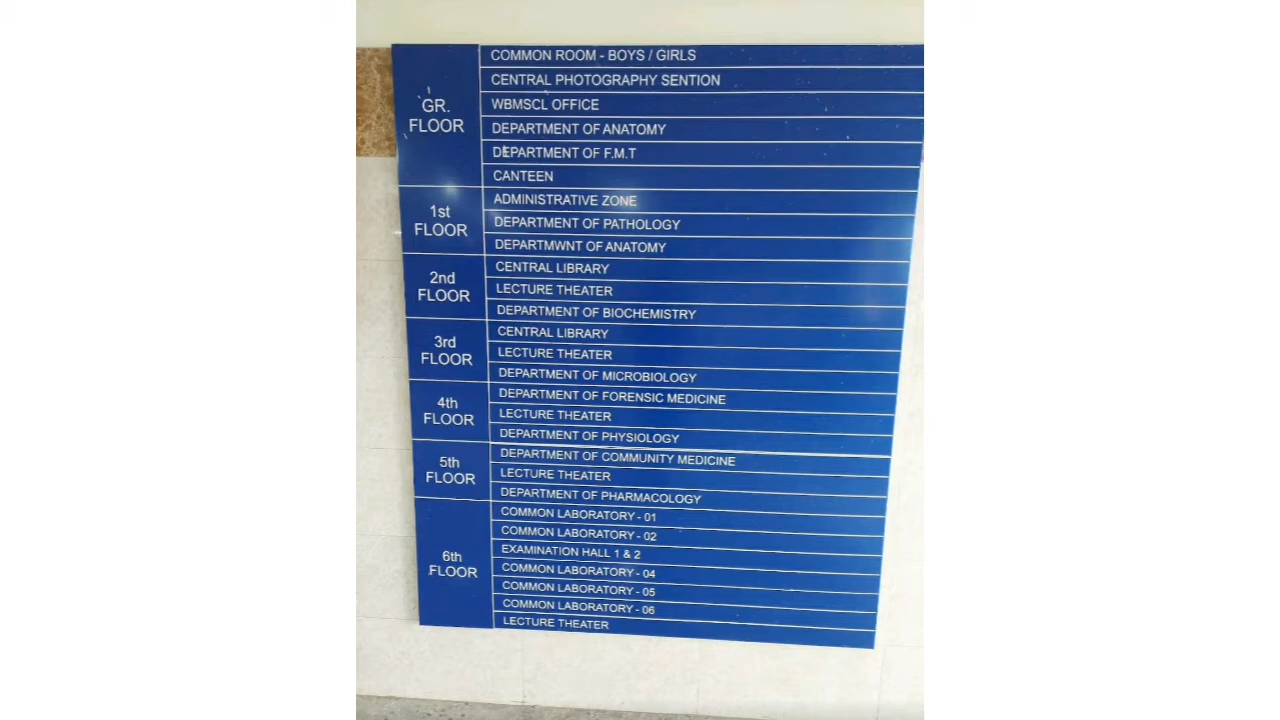 GR.
FLOOR
COMMON ROOM - BOYS / GIRLS
CENTRAL PHOTOGRAPHY SENTION
WBMSCL OFFICE
DEPARTMENT OF ANATOMY
DEPARTMENT OF F.M.T
CANTEEN
1st
FLOOR
ADMINISTRATIVE ZONE
DEPARTMENT OF PATHOLOGY
DEPARTMWNT OF ANATOMY
2nd
FLOOR
CENTRAL LIBRARY
LECTURE THEATER
DEPARTMENT OF BIOCHEMISTRY
3rd
FLOOR
CENTRAL LIBRARY
LECTURE THEATER
DEPARTMENT OF MICROBIOLOGY
4th
FLOOR
DEPARTMENT OF FORENSIC MEDICINE
LECTURE THEATER
DEPARTMENT OF PHYSIOLOGY
5th
FLOOR
DEPARTMENT OF COMMUNITY MEDICINE
LECTURE THEATER
DEPARTMENT OF PHARMACOLOGY
6th
FLOOR
COMMON LABORATORY - 01
COMMON LABORATORY - 02
EXAMINATION HALL 1 & 2
COMMON LABORATORY - 04
COMMON LABORATORY - 05
COMMON LABORATORY - 06
LECTURE THEATER